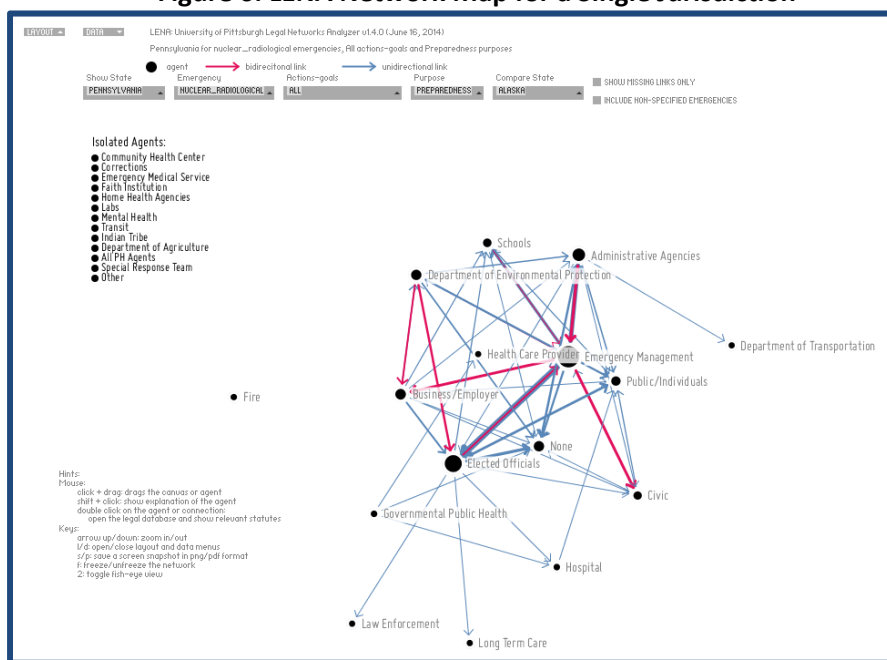 Figure 6: LENA Network Map for a Single Jurisdiction
LAYOUT
DATA
LENA: University of Pittsburgh Legal Networks Analyzer v1.4.0 (June 16, 2014)
Pennsylvania for nuclear_radiological emergencies, All actions-goals and Preparedness purposes
agent
bidirecitonal link
unidirectional link
Show State
Emergency
Actions-goals
Purpose
Compare State
PENNSYLVANIA
NUCLEAR_RADIOLOGICAL
ALL
PREPAREDNESS
ALASKA
SHOW MISSING LINKS ONLY
INCLUDE NON-SPECIFIED EMERGENCIES
Isolated Agents:
Community Health Center
Corrections
Emergency Medical Service
Faith Institution
Home Health Agencies
Labs
Mental Health
Transit
Indian Tribe
Department of Agriculture
All PH Agents
Special Response Team
Other
Schools
Administrative Agencies
Department of Environmental Protection
Department of Transportation
Health Care Provider
Emergency Management
Public/Individuals
Business/Employer
Fire
None
Elected Officials
Civic
Governmental Public Health
Hospital
Law Enforcement
Long Term Care
Hints:
Mouse:
click + drag: drags the canvas or agent
shift + click: show explanation of the agent
double click on the agent or connection:
open the legal database and show relevant statutes
Keys:
arrow up/down: zoom in/out
l/d: open/close layout and data menus
s/p: save a screen snapshot in png/pdf format
f: freeze/unfreeze the network
2: toggle fish-eye view